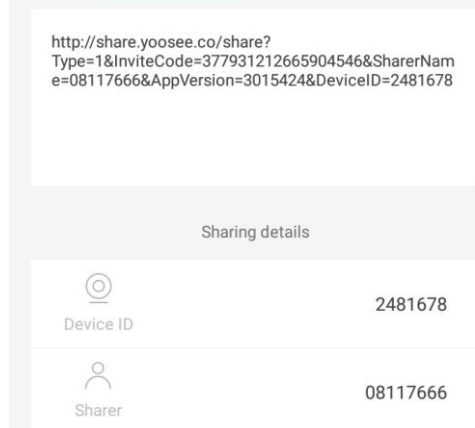 http://share.yoosee.co/share?
Type=1&InviteCode=377931212665904546&SharerNam
e=08117666&AppVersion=3015424&DeviceID=2481678
Sharing details
Device ID
2481678
Sharer
08117666